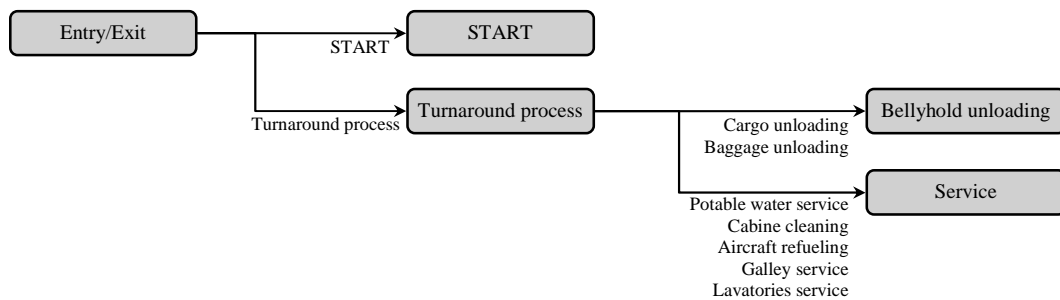 Entry/Exit
START
START
Turnaround process
Turnaround process
Bellyhold unloading
Cargo unloading
Baggage unloading
Service
Potable water service
Cabine cleaning
Aircraft refueling
Galley service
Lavatories service